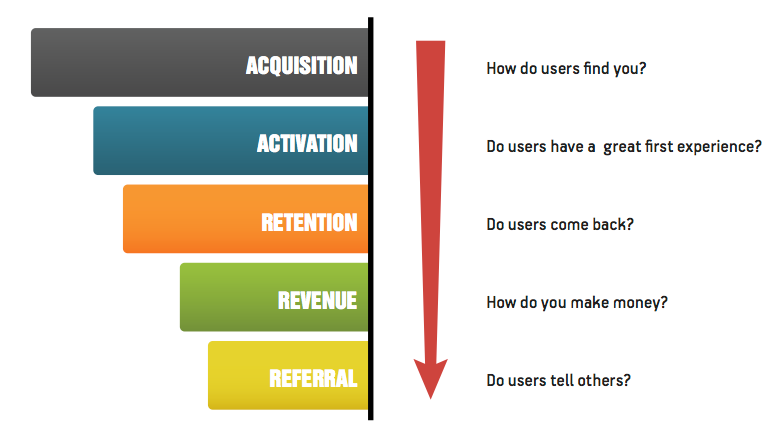 ACQUISITION
How do users find you?
ACTIVATION
Do users have a great first experience?
RETENTION
Do users come back?
REVENUE
How do you make money?
REFERRAL
Do users tell others?